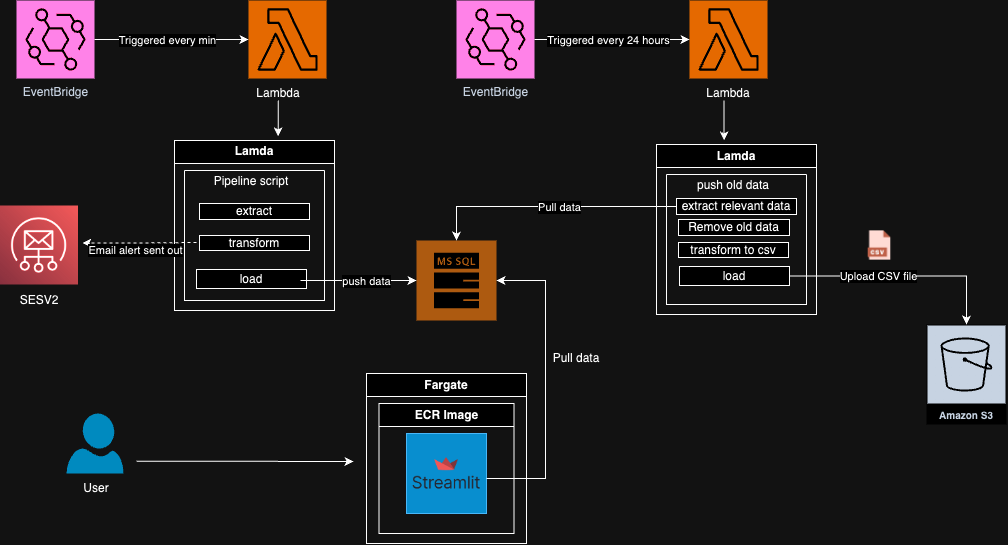 Triggered every min
Triggered every 24 hours
EventBridge
Lambda
EventBridge
Lambda
Lamda
Pipeline script
extract
transform
load
Lamda
push old data
extract relevant data
Remove old data
transform to csv
load
Pull data
Email alert sent out
SESV2
push data
MS SQL
CSV
Upload CSV file
Amazon S3
Pull data
Fargate
ECR Image
Streamlit
User